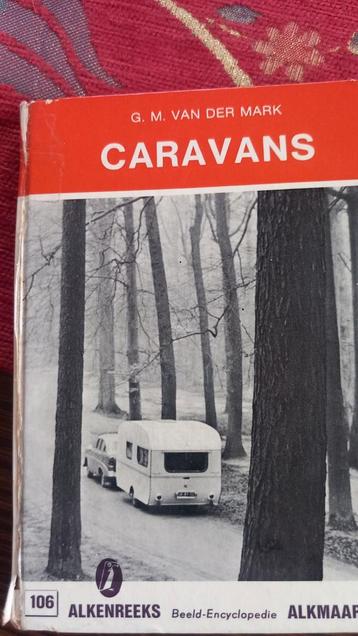 G. M. VAN DER MARK
CARAVANS
106 ALKENREEKS Beeld-Encyclopedie ALKMAAR